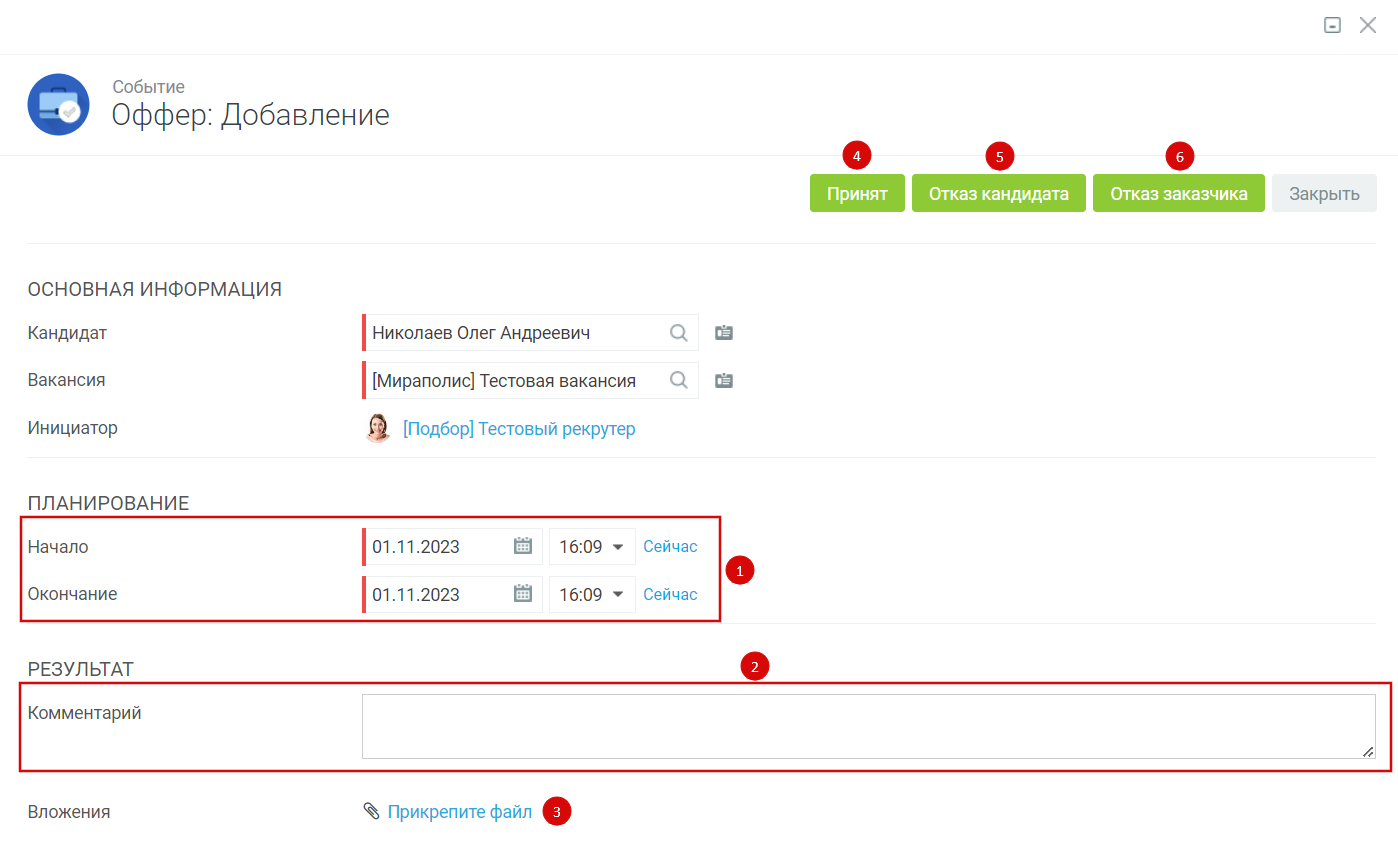 Событие
Оффер: Добавление
4 5 6
Принят Отказ кандидата Отказ заказчика Закрыть
ОСНОВНАЯ ИНФОРМАЦИЯ
Кандидат Николаев Олег Андреевич
Вакансия [Мираполис] Тестовая вакансия
Инициатор [Подбор] Тестовый рекрутер
ПЛАНИРОВАНИЕ
Начало 01.11.2023 16:09 Сейчас
1
Окончание 01.11.2023 16:09 Сейчас
РЕЗУЛЬТАТ 2
Комментарий
Вложения Прикрепите файл 3